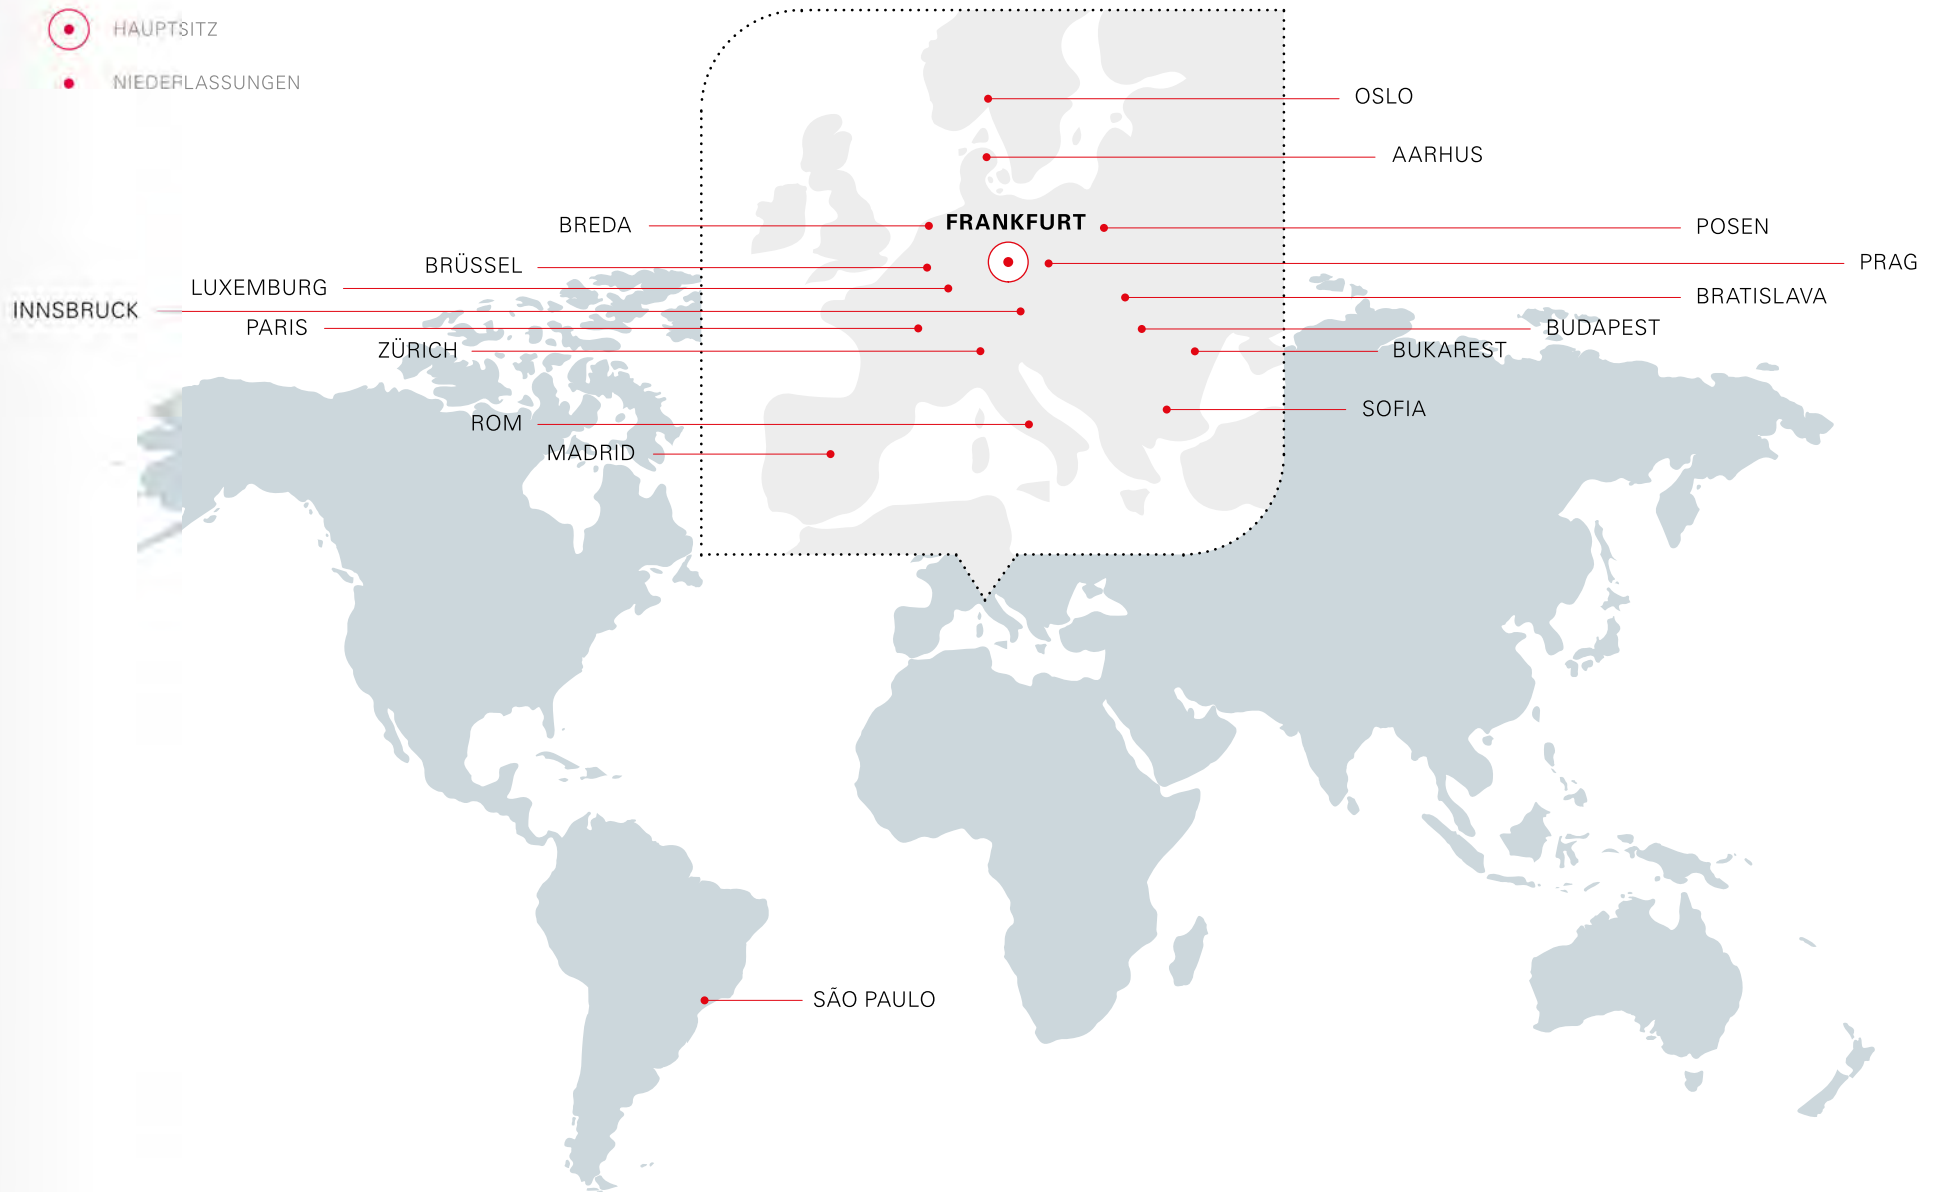 HAUPTSITZ
NIEDERLASSUNGEN
OSLO
AARHUS
BREDA
FRANKFURT
POSEN
BRÜSSEL
PRAG
LUXEMBURG
BRATISLAVA
INNSBRUCK
PARIS
BUDAPEST
ZÜRICH
BUKAREST
SOFIA
ROM
MADRID
SÃO PAULO